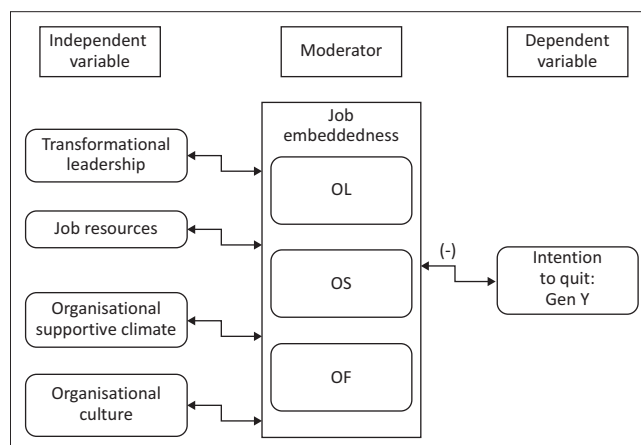 Independent
variable
Moderator
Dependent
variable
Job
embeddedness
Transformational
leadership
OL
Job resources
OS
(-)
Intention
to quit:
Gen Y
Organisational
supportive climate
OF
Organisational
culture